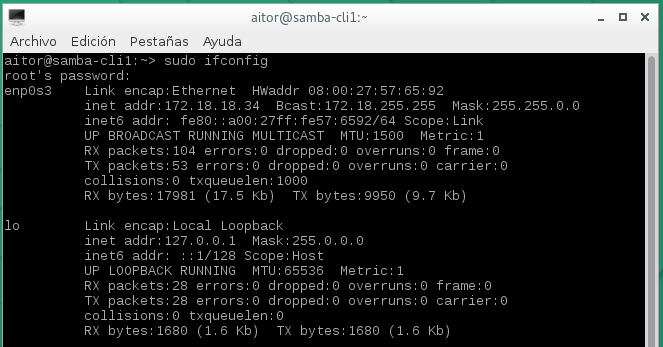 aitor@samba-cli1:~
Archivo Edición Pestañas Ayuda
aitor@samba-cli1:~> sudo ifconfig
root's password:
enp0s3    Link encap:Ethernet  HWaddr 08:00:27:57:65:92
          inet addr:172.18.18.34  Bcast:172.18.255.255  Mask:255.255.0.0
          inet6 addr: fe80::a00:27ff:fe57:6592/64 Scope:Link
          UP BROADCAST RUNNING MULTICAST  MTU:1500  Metric:1
          RX packets:104 errors:0 dropped:0 overruns:0 frame:0
          TX packets:53 errors:0 dropped:0 overruns:0 carrier:0
          collisions:0 txqueuelen:1000
          RX bytes:17981 (17.5 Kb)  TX bytes:9950 (9.7 Kb)

lo        Link encap:Local Loopback
          inet addr:127.0.0.1  Mask:255.0.0.0
          inet6 addr: ::1/128 Scope:Host
          UP LOOPBACK RUNNING  MTU:65536  Metric:1
          RX packets:28 errors:0 dropped:0 overruns:0 frame:0
          TX packets:28 errors:0 dropped:0 overruns:0 carrier:0
          collisions:0 txqueuelen:0
          RX bytes:1680 (1.6 Kb)  TX bytes:1680 (1.6 Kb)